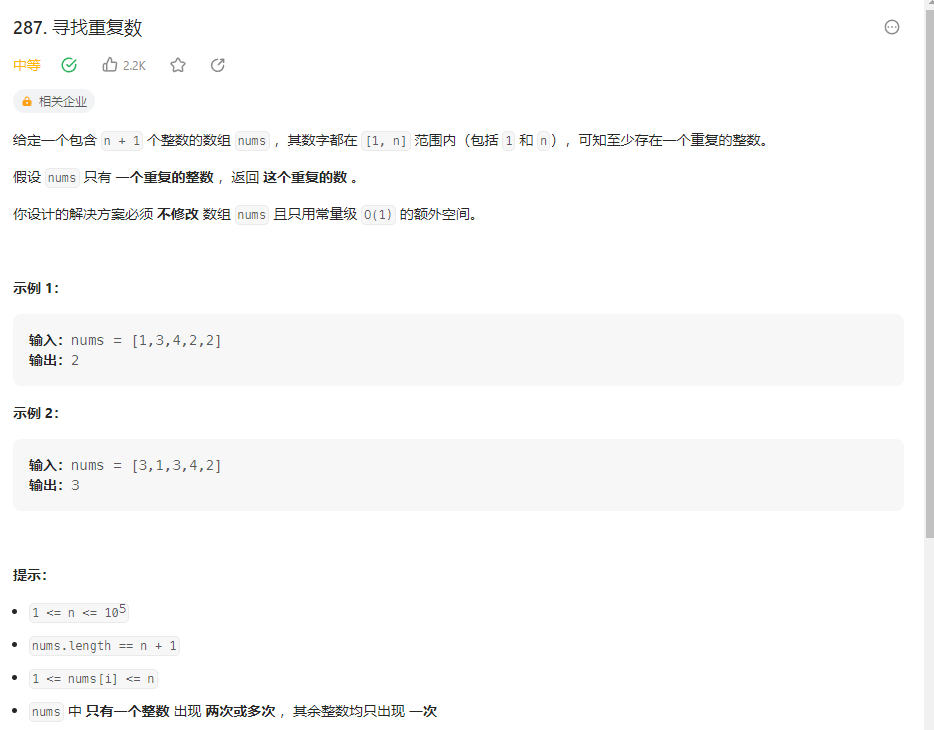 287. 寻找重复数
中等 2.2K
相关企业
给定一个包含 n + 1 个整数的数组 nums ，其数字都在 [1, n] 范围内（包括 1 和 n），可知至少存在一个重复的整数。
假设 nums 只有 一个重复的整数 ，返回 这个重复的数 。
你设计的解决方案必须 不修改 数组 nums 且只用常量级 O(1) 的额外空间。
示例 1：
输入：nums = [1,3,4,2,2]
输出：2
示例 2：
输入：nums = [3,1,3,4,2]
输出：3
提示：
1 <= n <= 10⁵
nums.length == n + 1
1 <= nums[i] <= n
nums 中 只有一个整数 出现 两次或多次 ，其余整数均只出现 一次